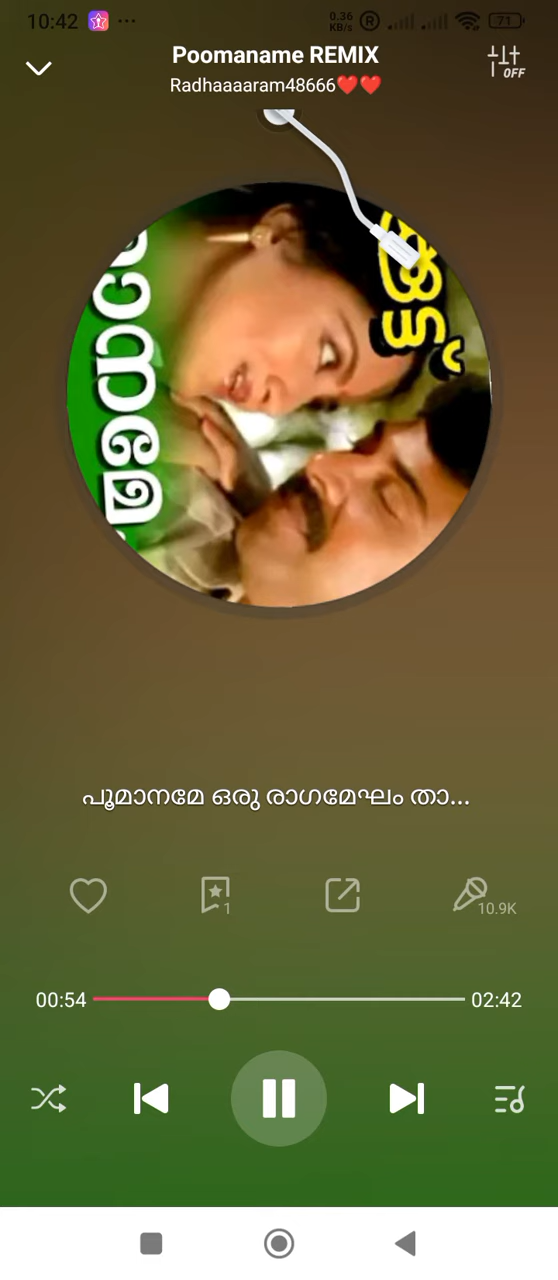 10:42 ...
0.36
KB/s
R
71
Poomaname REMIX
Radhaaaaram48666❤️❤️
OFF
പൂമാനമേ ഒരു രാഗമേഘം താ...
1
10.9K
00:54
02:42